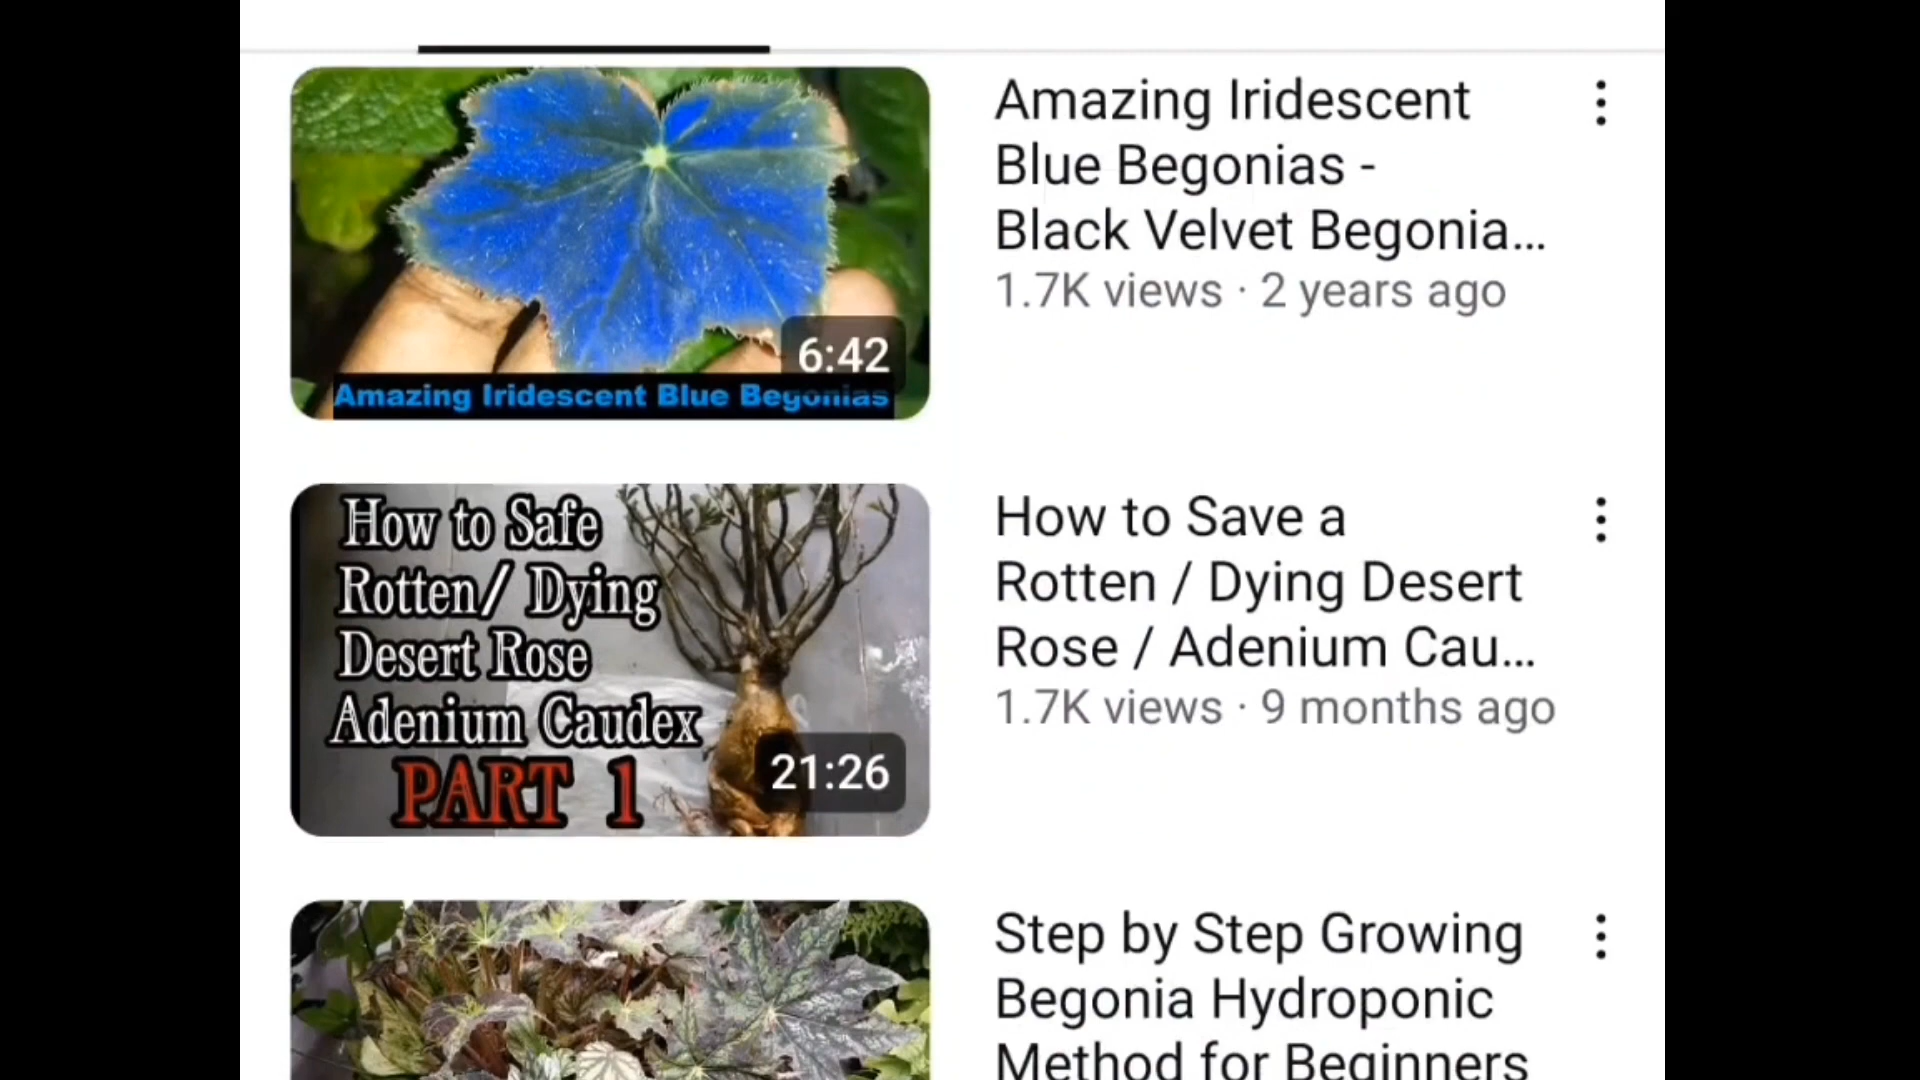 Amazing Iridescent
Blue Begonias -
Black Velvet Begonia...
1.7K views · 2 years ago
6:42
Amazing Iridescent Blue Begonias
How to Safe
Rotten/ Dying
Desert Rose
Adenium Caudex
PART 1
21:26
How to Save a
Rotten / Dying Desert
Rose / Adenium Cau...
1.7K views · 9 months ago
Step by Step Growing
Begonia Hydroponic
Method for Beginners